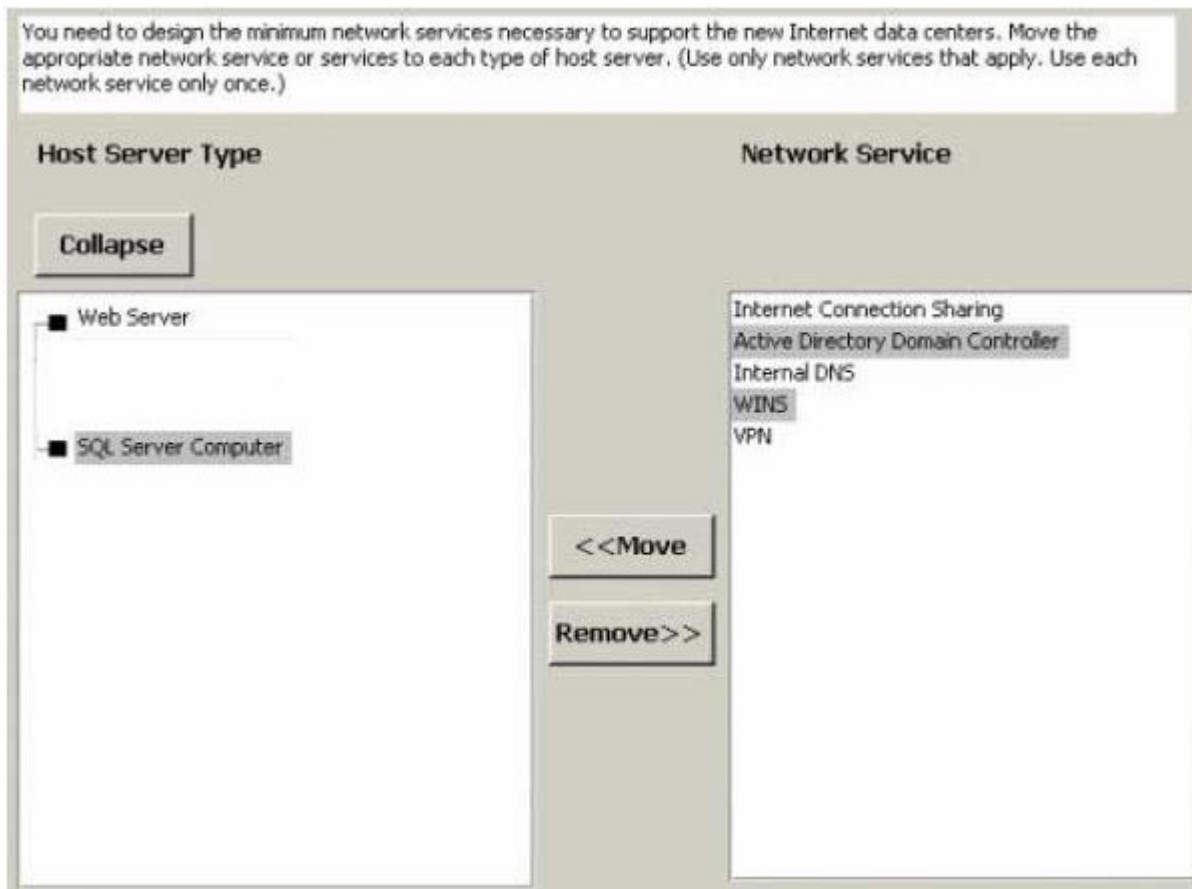 You need to design the minimum network services necessary to support the new Internet data centers. Move the
appropriate network service or services to each type of host server. (Use only network services that apply. Use each
network service only once.)
Host Server Type
Network Service
Collapse
Web Server
SQL Server Computer
Internet Connection Sharing
Active Directory Domain Controller
Internal DNS
WINS
VPN
<<Move
Remove>>